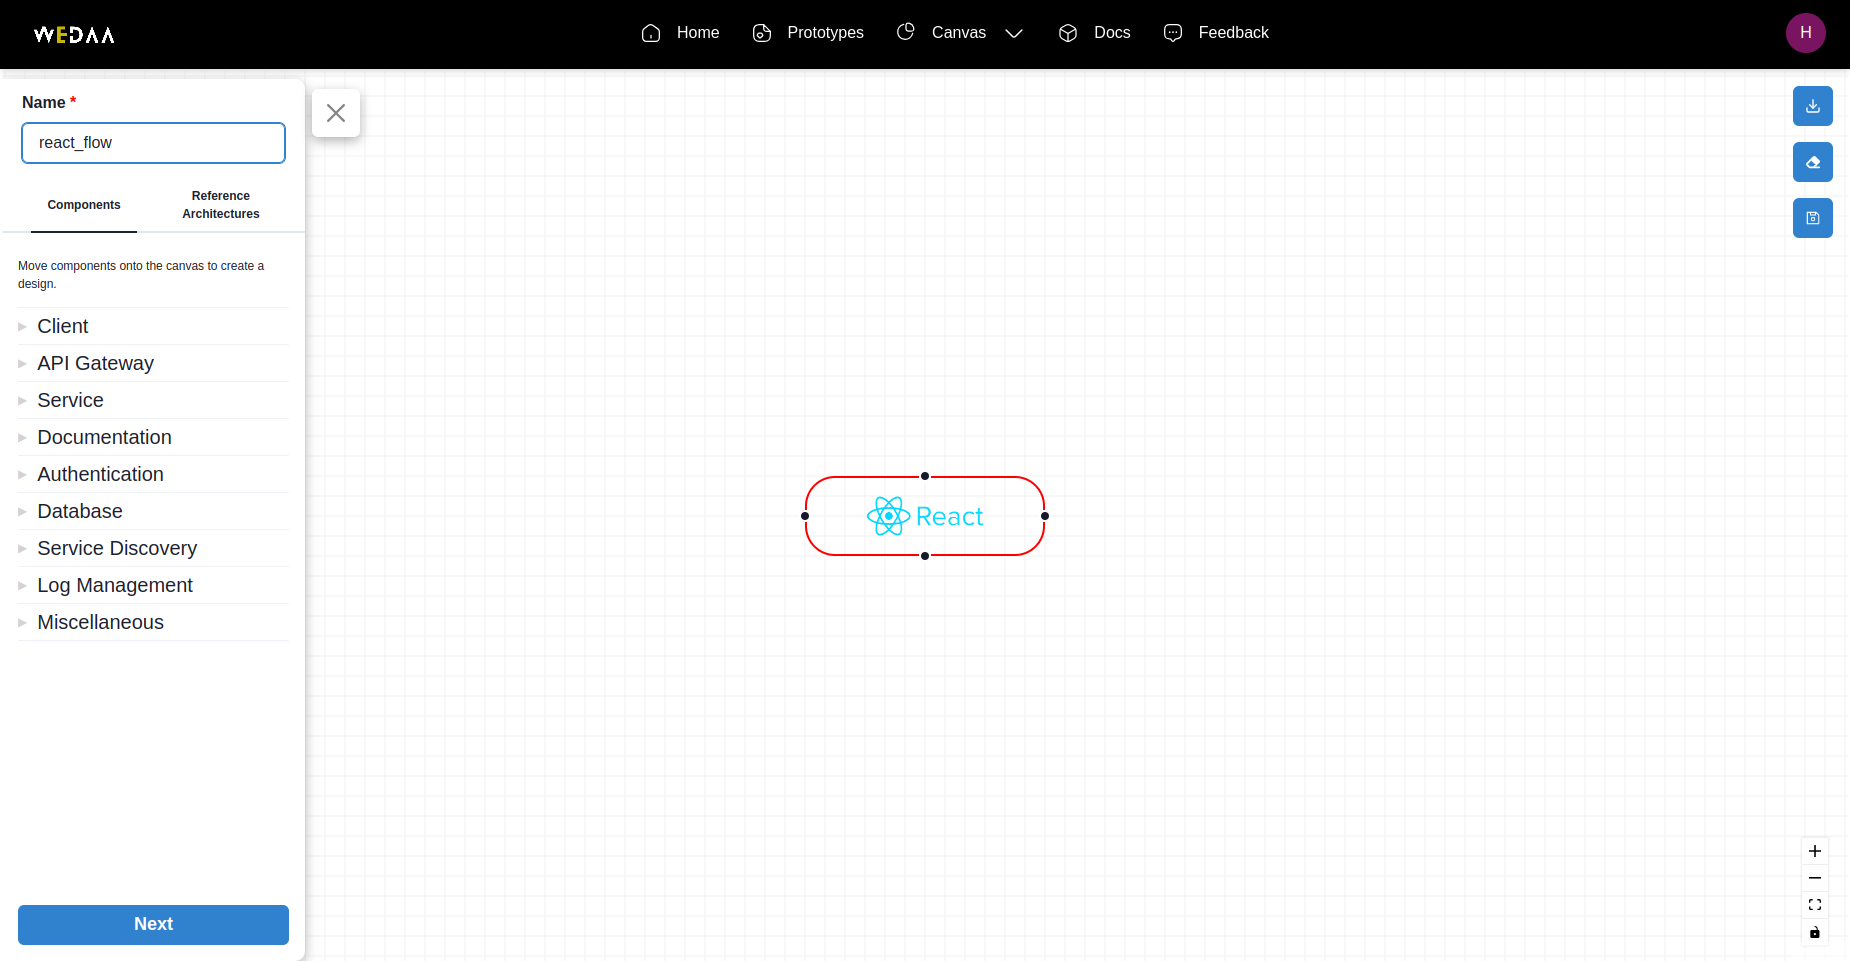 WEDAA
Home
Prototypes
Canvas
Docs
Feedback
H
Name *
react_flow
Components
Reference
Architectures
Move components onto the canvas to create a
design.
Client
API Gateway
Service
Documentation
Authentication
Database
Service Discovery
Log Management
Miscellaneous
React
Next